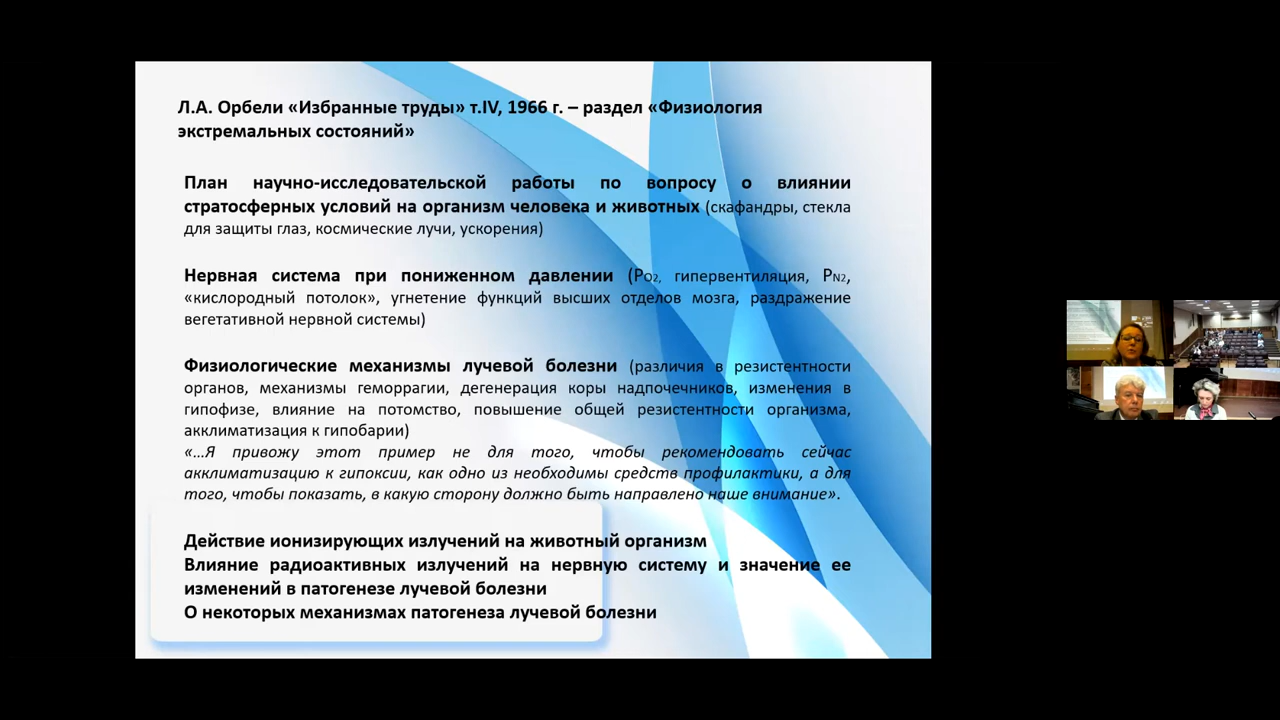 Л.А. Орбели «Избранные труды» т.IV, 1966 г. – раздел «Физиология
экстремальных состояний»
План научно-исследовательской работы по вопросу о влиянии
стратосферных условий на организм человека и животных (скафандры, стекла
для защиты глаз, космические лучи, ускорения)
Нервная система при пониженном давлении (PO2, гипервентиляция, PN2,
«кислородный потолок», угнетение функций высших отделов мозга, раздражение
вегетативной нервной системы)
Физиологические механизмы лучевой болезни (различия в резистентности
органов, механизмы геморрагии, дегенерация коры надпочечников, изменения в
гипофизе, влияние на потомство, повышение общей резистентности организма,
акклиматизация к гипобарии)
«…Я привожу этот пример не для того, чтобы рекомендовать сейчас
акклиматизацию к гипоксии, как одно из необходимы средств профилактики, а для
того, чтобы показать, в какую сторону должно быть направлено наше внимание».
Действие ионизирующих излучений на животный организм
Влияние радиоактивных излучений на нервную систему и значение ее
изменений в патогенезе лучевой болезни
О некоторых механизмах патогенеза лучевой болезни